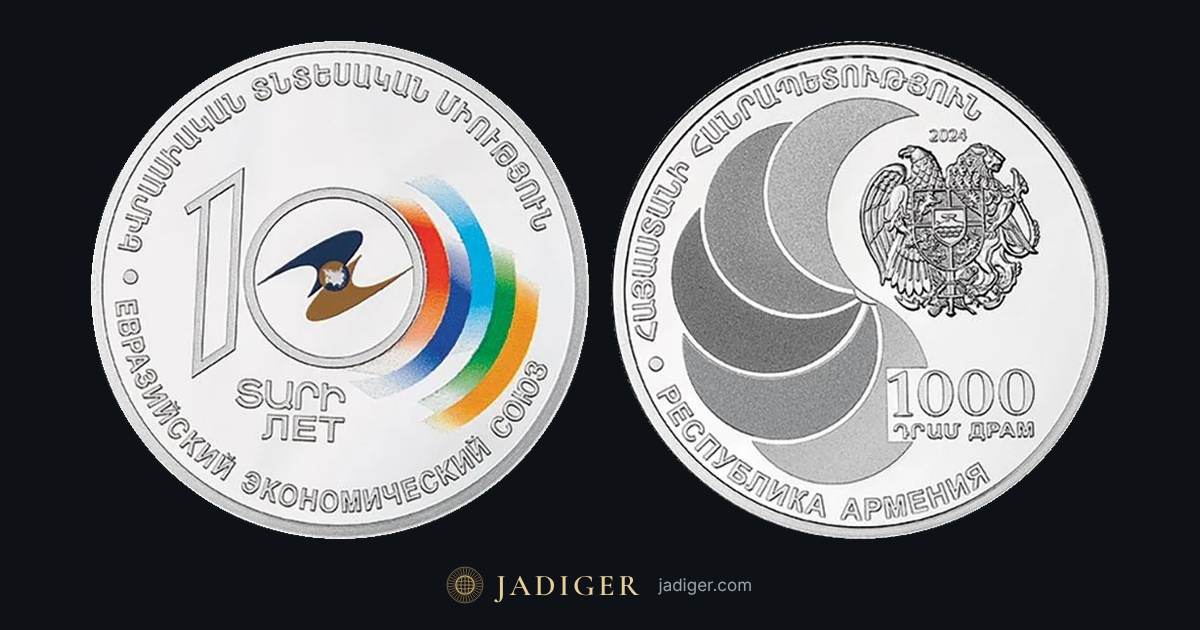 ԵՎՐԱՍԻԱԿԱՆ ՏՆՏԵՍԱԿԱՆ ՄԻՈՒԹՅՈՒՆ
10
ՏԱՐԻ
ЛЕТ
ЕВРАЗИЙСКИЙ ЭКОНОМИЧЕСКИЙ СОЮЗ
ՀԱՅԱՍՏԱՆԻ ՀԱՆՐԱՊԵՏՈՒԹՅՈՒՆ
2024
1000
ԴՐԱՄ ДРАМ
РЕСПУБЛИКА АРМЕНИЯ
JADIGER jadiger.com